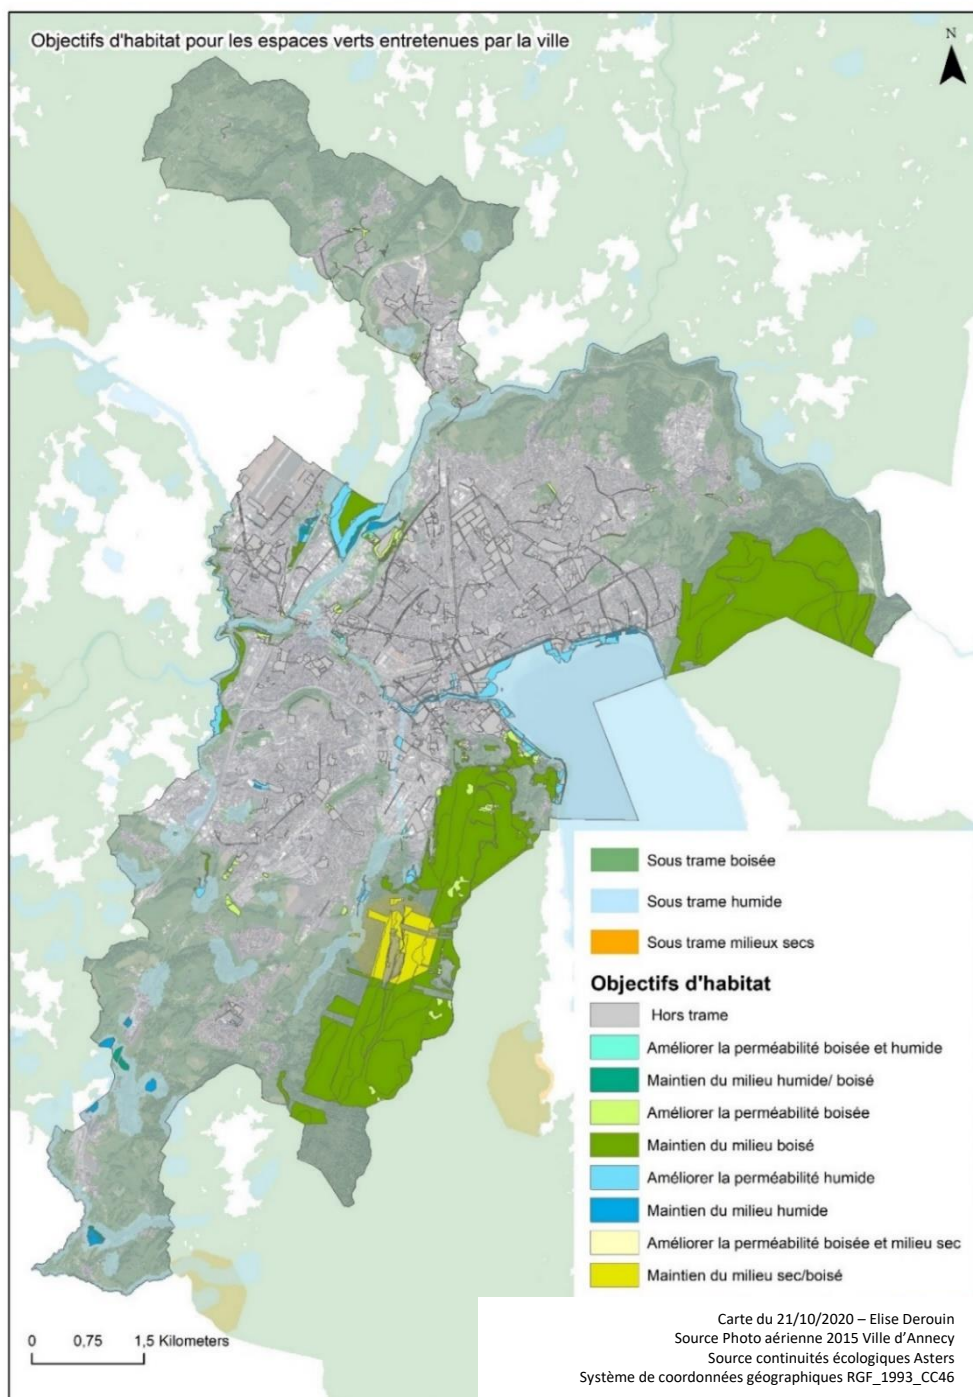 Objectifs d'habitat pour les espaces verts entretenues par la ville
N
Sous trame boisée
Sous trame humide
Sous trame milieux secs
Objectifs d'habitat
Hors trame
Améliorer la perméabilité boisée et humide
Maintien du milieu humide/ boisé
Améliorer la perméabilité boisée
Maintien du milieu boisé
Améliorer la perméabilité humide
Maintien du milieu humide
Améliorer la perméabilité boisée et milieu sec
Maintien du milieu sec/boisé
0 0,75 1,5 Kilometers
Carte du 21/10/2020 – Elise Derouin
Source Photo aérienne 2015 Ville d'Annecy
Source continuités écologiques Asters
Système de coordonnées géographiques RGF_1993_CC46